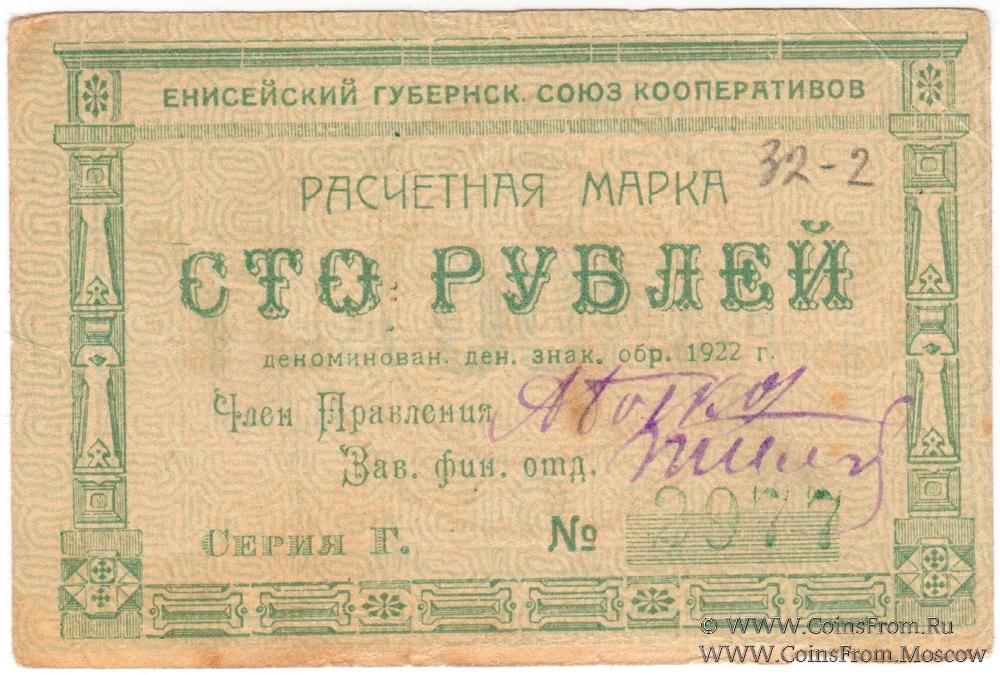 ЕНИСЕЙСКИЙ ГУБЕРНСК. СОЮЗ КООПЕРАТИВОВ
32-2
РАСЧЕТНАЯ МАРКА
СТО РУБЛЕЙ
деноминован. ден. знак. обр. 1922 г.
Член Правления
Зав. фин. отд.
Серия Г. № 2977
© WWW.CoinsFrom.Ru
WWW.CoinsFrom.Moscow